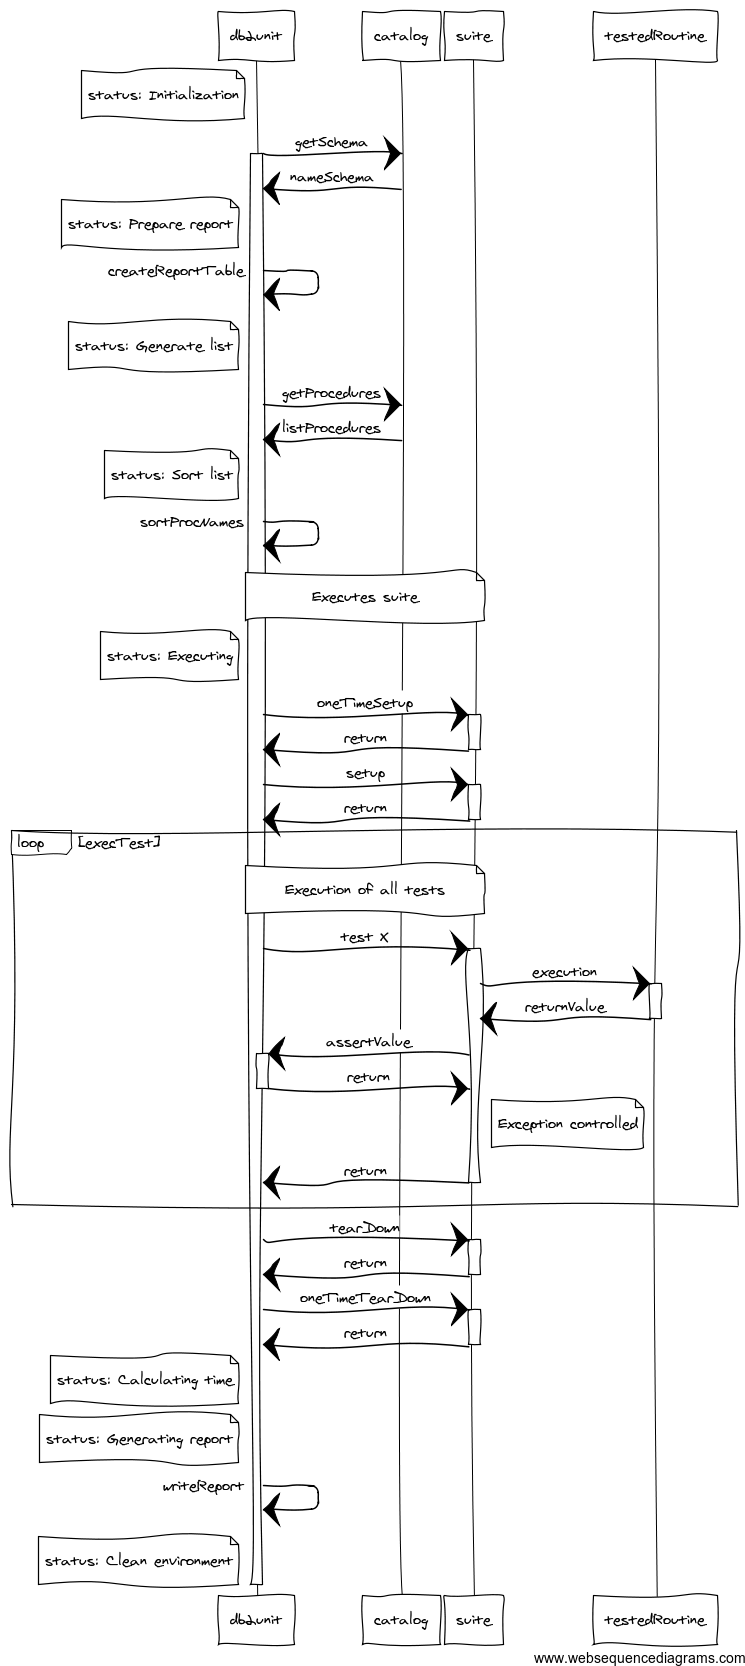 db2unit
catalog
suite
testedRoutine
status: Initialization
getSchema
nameSchema
status: Prepare report
createReportTable
status: Generate list
getProcedures
listProcedures
status: Sort list
sortProcNames
Executes suite
status: Executing
oneTimeSetup
return
setup
return
loop [execTest]
Execution of all tests
test X
execution
returnValue
assertValue
return
Exception controlled
return
tearDown
return
oneTimeTearDown
return
status: Calculating time
status: Generating report
writeReport
status: Clean environment
db2unit
catalog
suite
testedRoutine
www.websequencediagrams.com